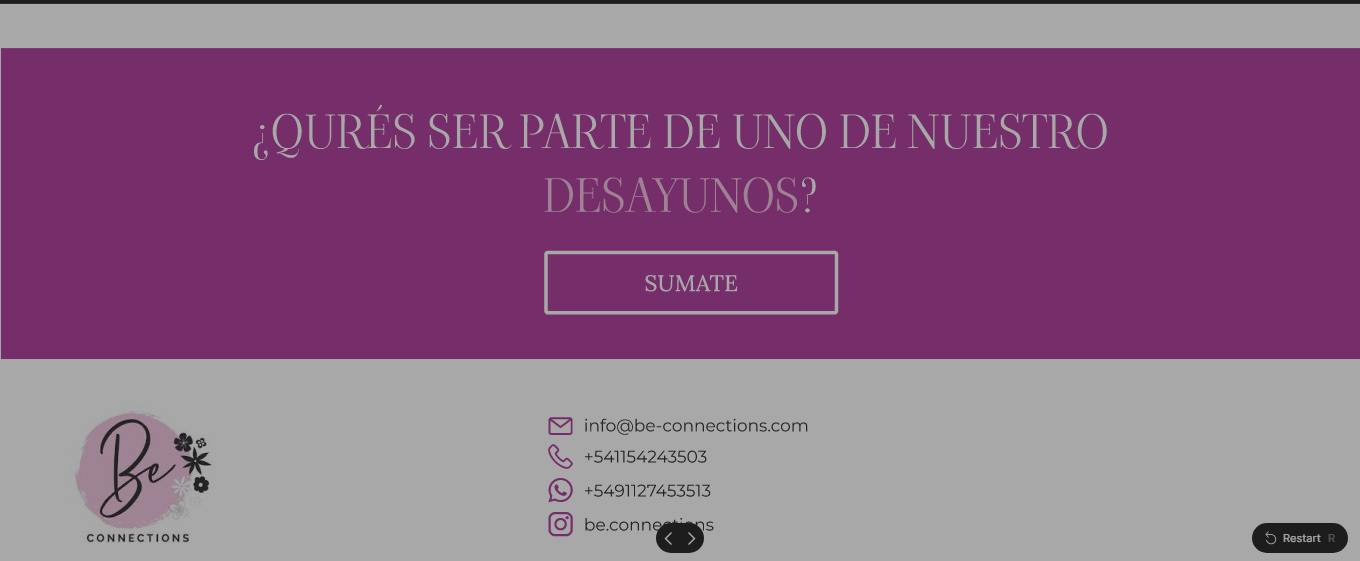 ¿QURÉS SER PARTE DE UNO DE NUESTRO
DESAYUNOS?
SUMATE
Be
CONNECTIONS
info@be-connections.com
+541154243503
+5491127453513
be.connections
Restart R